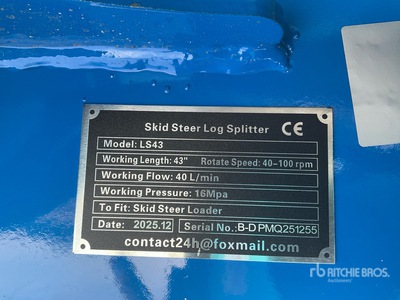 Skid Steer Log Splitter CE
Model: LS43
Working Length: 43" Rotate Speed: 40-100 rpm
Working Flow: 40 L/min
Working Pressure: 16Mpa
To Fit: Skid Steer Loader
Date: 2025.12 Serial No.: B-DPMQ251255
contact24h@foxmail.com
rb RITCHIE BROS.
Auctioneers